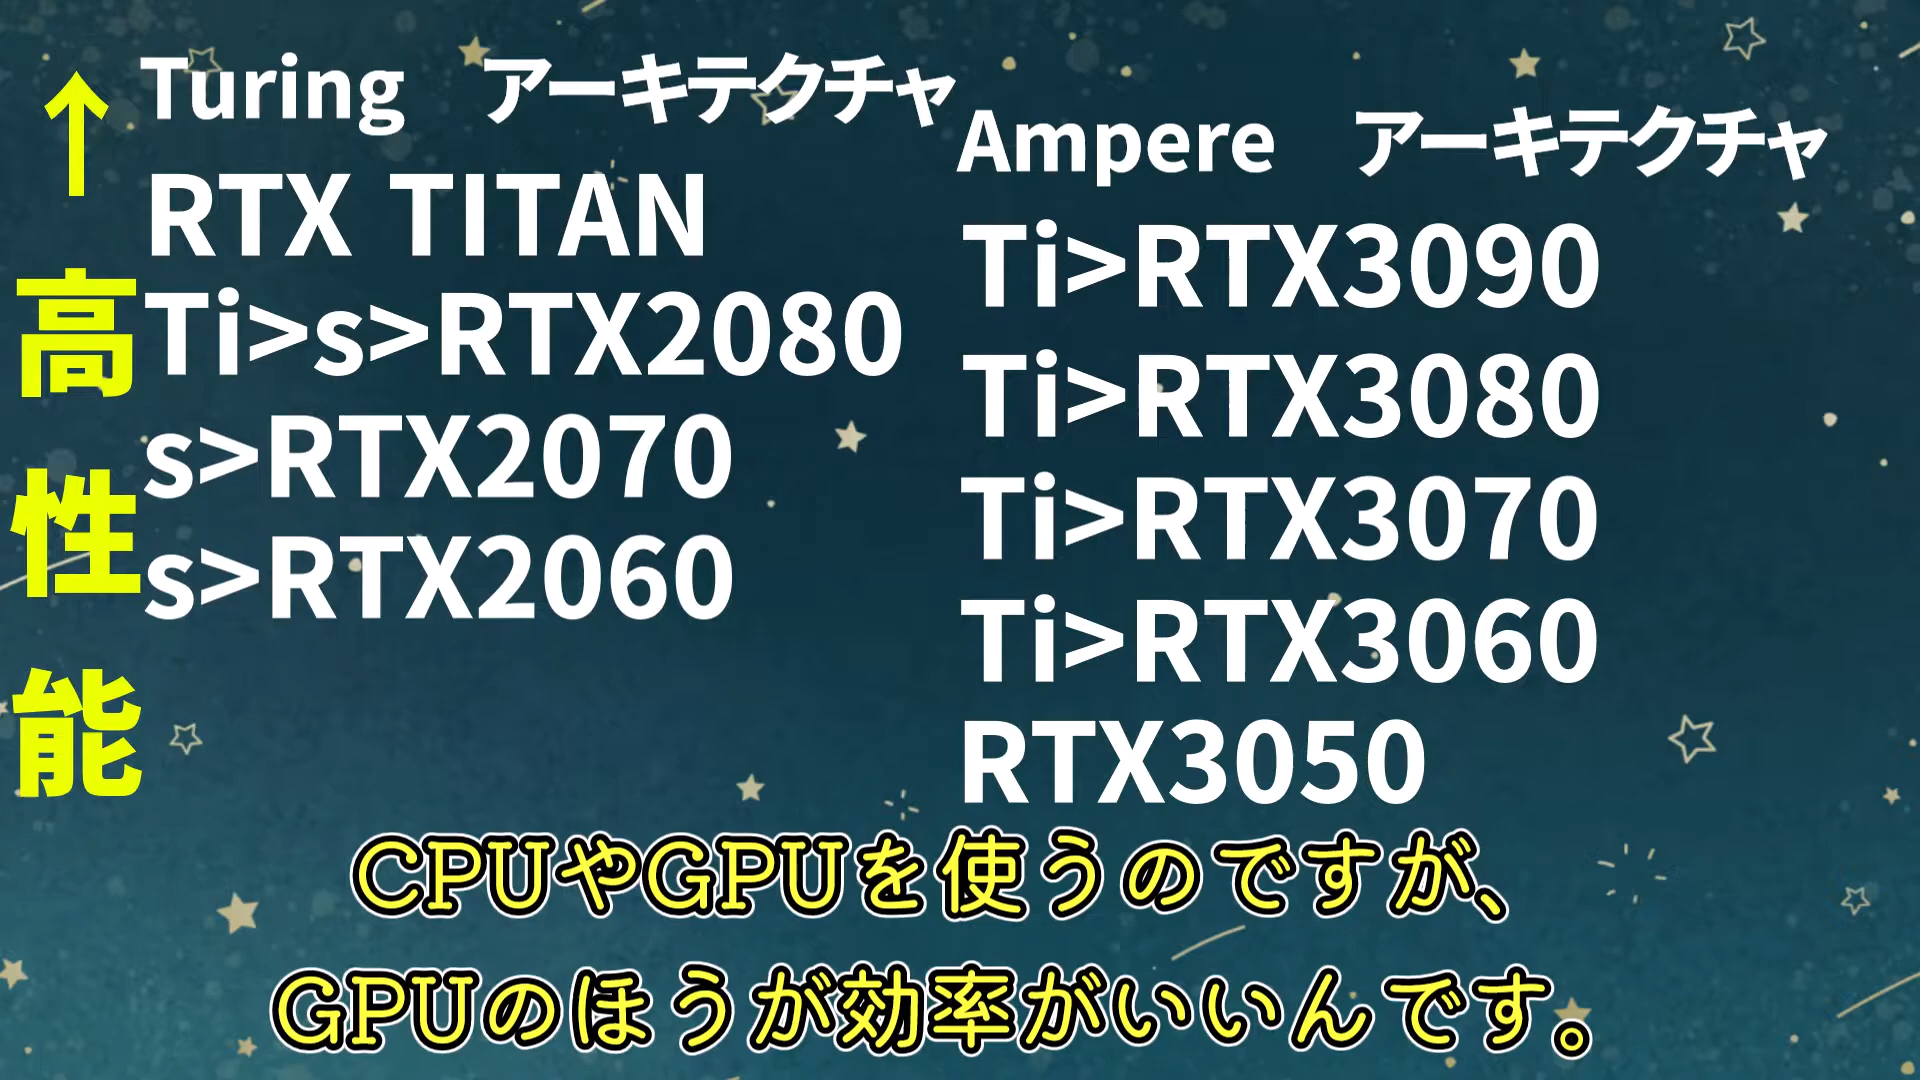 ↑
高
性
能
Turing　アーキテクチャ
RTX TITAN
Ti>s>RTX2080
s>RTX2070
s>RTX2060
Ampere　アーキテクチャ
Ti>RTX3090
Ti>RTX3080
Ti>RTX3070
Ti>RTX3060
RTX3050
CPUやGPUを使うのですが、
GPUのほうが効率がいいんです。